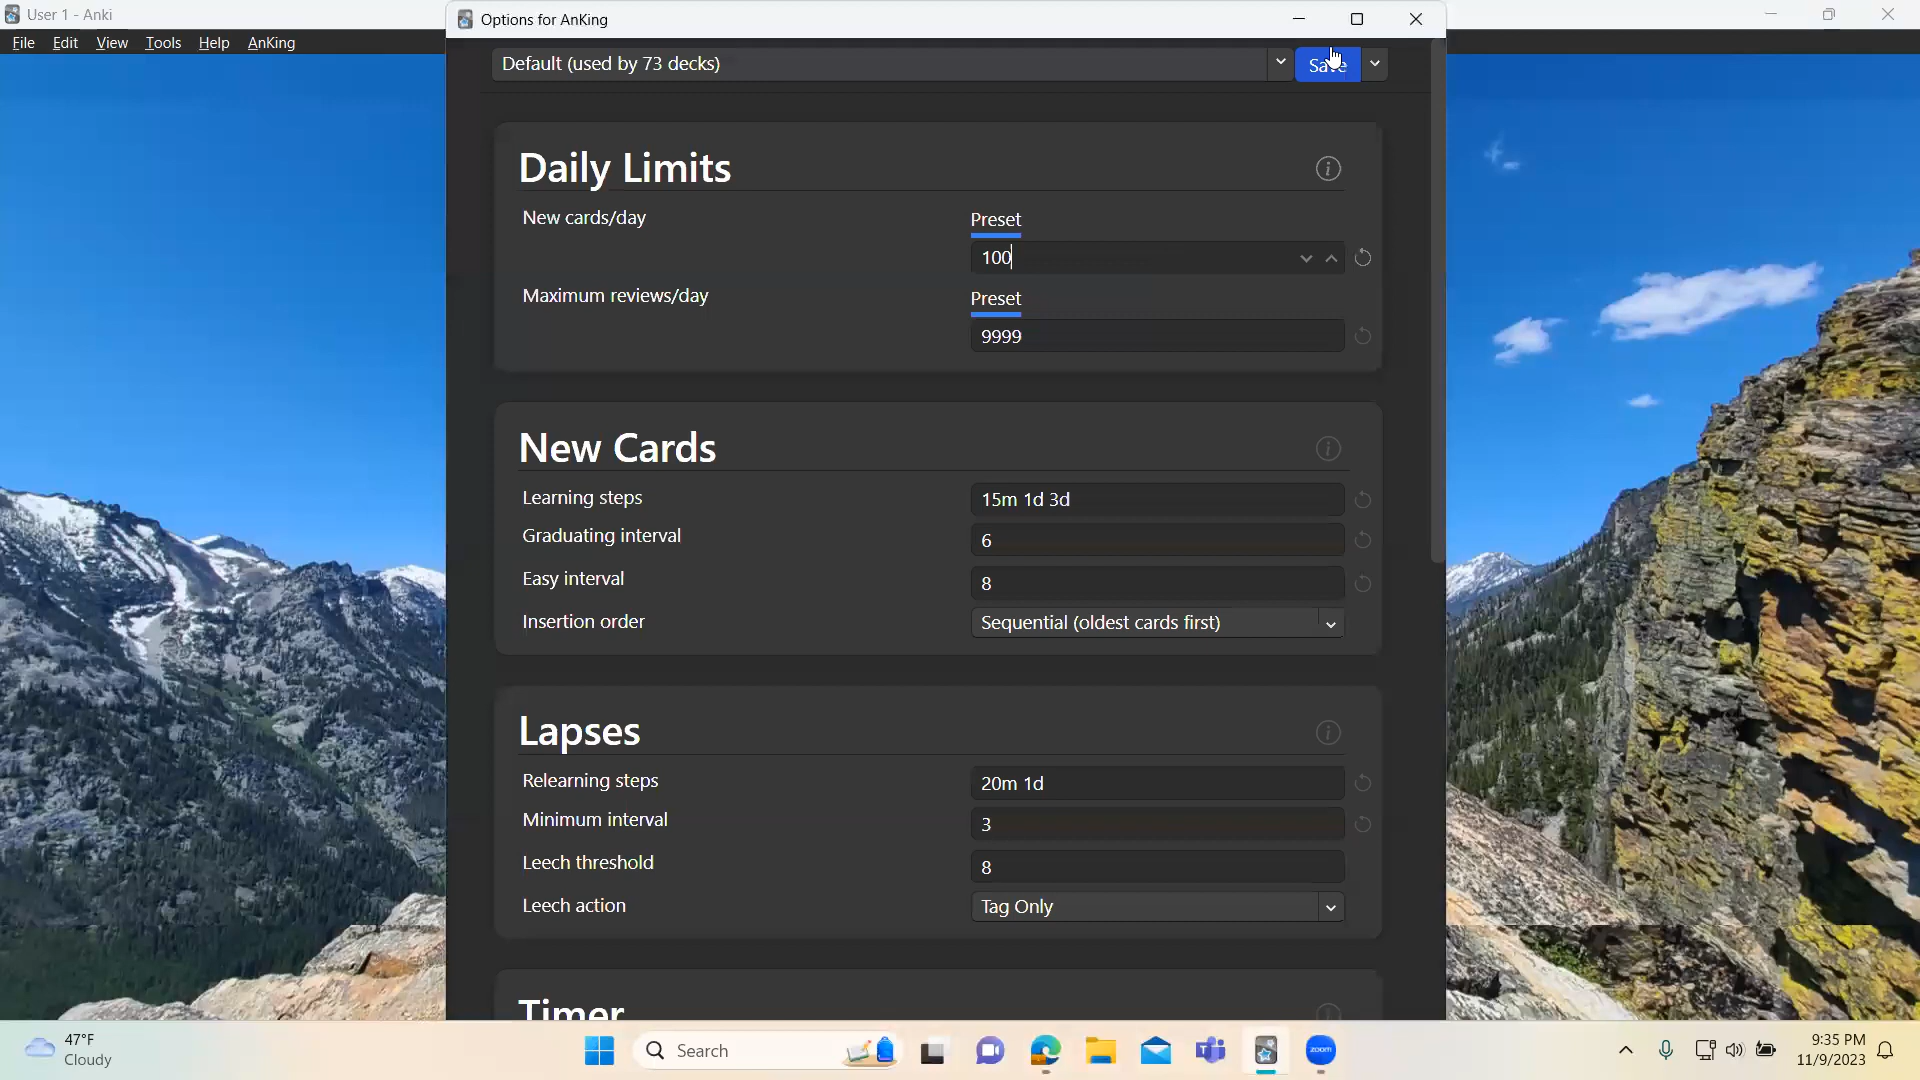 User 1 - Anki
Options for AnKing
File Edit View Tools Help AnKing
Default (used by 73 decks)
Save
Daily Limits
New cards/day
Preset
100
Maximum reviews/day
Preset
9999
New Cards
Learning steps
15m 1d 3d
Graduating interval
6
Easy interval
8
Insertion order
Sequential (oldest cards first)
Lapses
Relearning steps
20m 1d
Minimum interval
3
Leech threshold
8
Leech action
Tag Only
Timer
47°F
Cloudy
Search
zoom
9:35 PM
11/9/2023